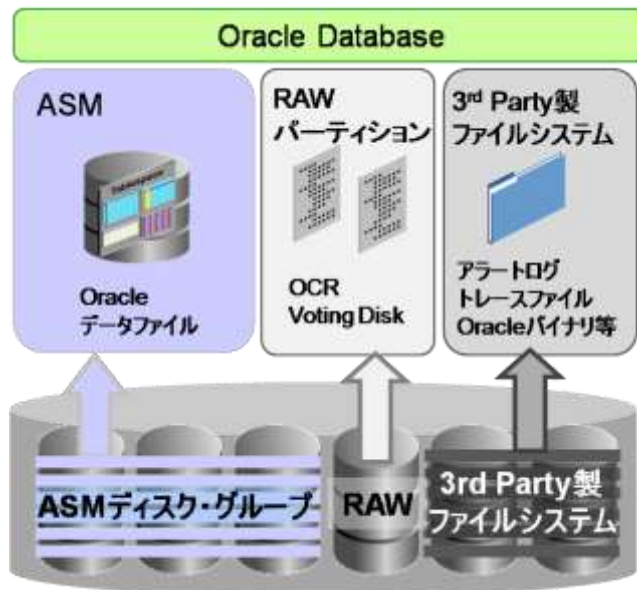 Oracle Database
ASM
Oracle
データファイル
RAW
パーティション
OCR
Voting Disk
3rd Party製
ファイルシステム
アラートログ
トレースファイル
Oracleバイナリ等
ASMディスク・グループ
RAW
3rd Party製
ファイルシステム